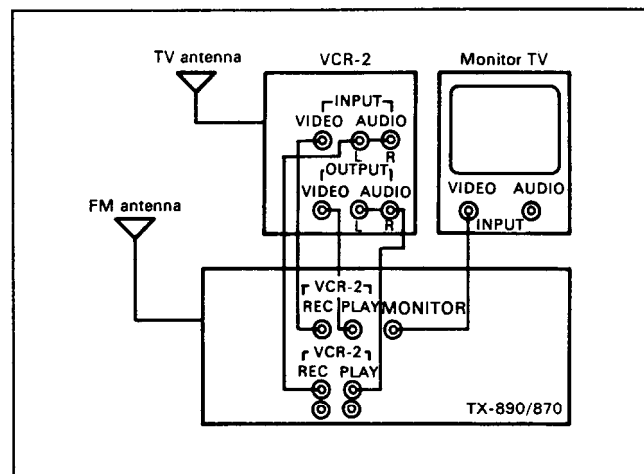 TV antenna
VCR-2
Monitor TV
INPUT
VIDEO AUDIO
L R
OUTPUT
VIDEO AUDIO
L R
VIDEO AUDIO
INPUT
FM antenna
VCR-2
REC PLAY MONITOR
VCR-2
REC PLAY
TX-890/870